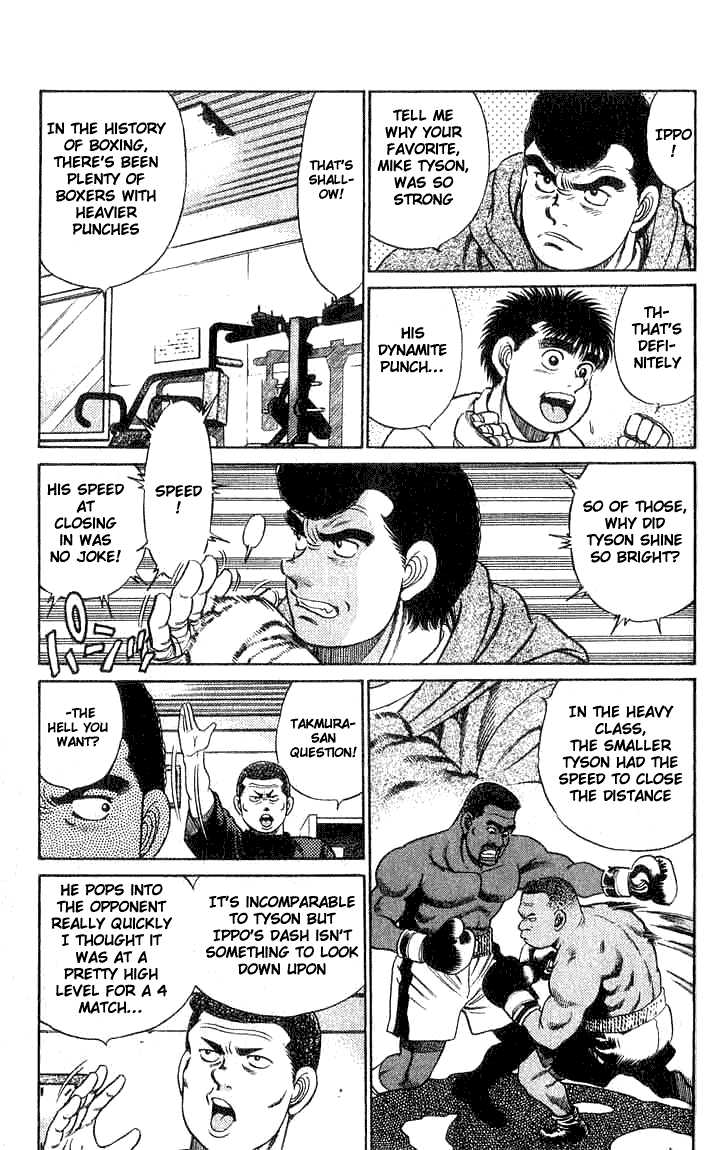 IPPO
!
TELL ME
WHY YOUR
FAVORITE,
MIKE TYSON,
WAS SO
STRONG
TH-
THAT'S
DEFI-
NITELY
HIS
DYNAMITE
PUNCH...
THAT'S
SHALL-
OW!
IN THE HISTORY
OF BOXING,
THERE'S BEEN
PLENTY OF
BOXERS WITH
HEAVIER
PUNCHES
SO OF THOSE,
WHY DID
TYSON SHINE
SO BRIGHT?
SPEED
!
HIS SPEED
AT
CLOSING
IN WAS
NO JOKE!
パンッ
IN THE HEAVY
CLASS,
THE SMALLER
TYSON HAD THE
SPEED TO CLOSE
THE DISTANCE
TAKMURA-
SAN
QUESTION!
-THE
HELL YOU
WANT?
IT'S INCOMPARABLE
TO TYSON BUT
IPPO'S DASH ISN'T
SOMETHING TO LOOK
DOWN UPON
HE POPS INTO
THE OPPONENT
REALLY QUICKLY
I THOUGHT IT
WAS AT A
PRETTY HIGH
LEVEL FOR A 4
MATCH...